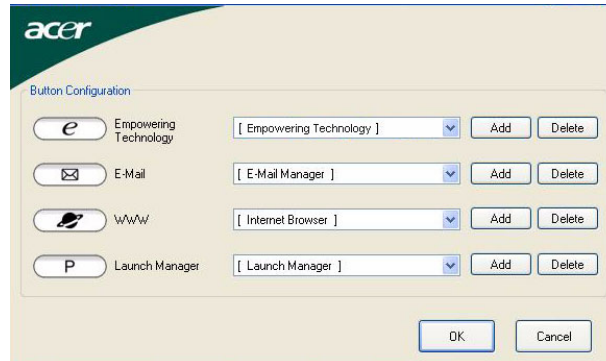 acer
Button Configuration
e Empowering Technology [ Empowering Technology ] Add Delete
E-Mail [ E-Mail Manager ] Add Delete
WWW [ Internet Browser ] Add Delete
P Launch Manager [ Launch Manager ] Add Delete
OK Cancel